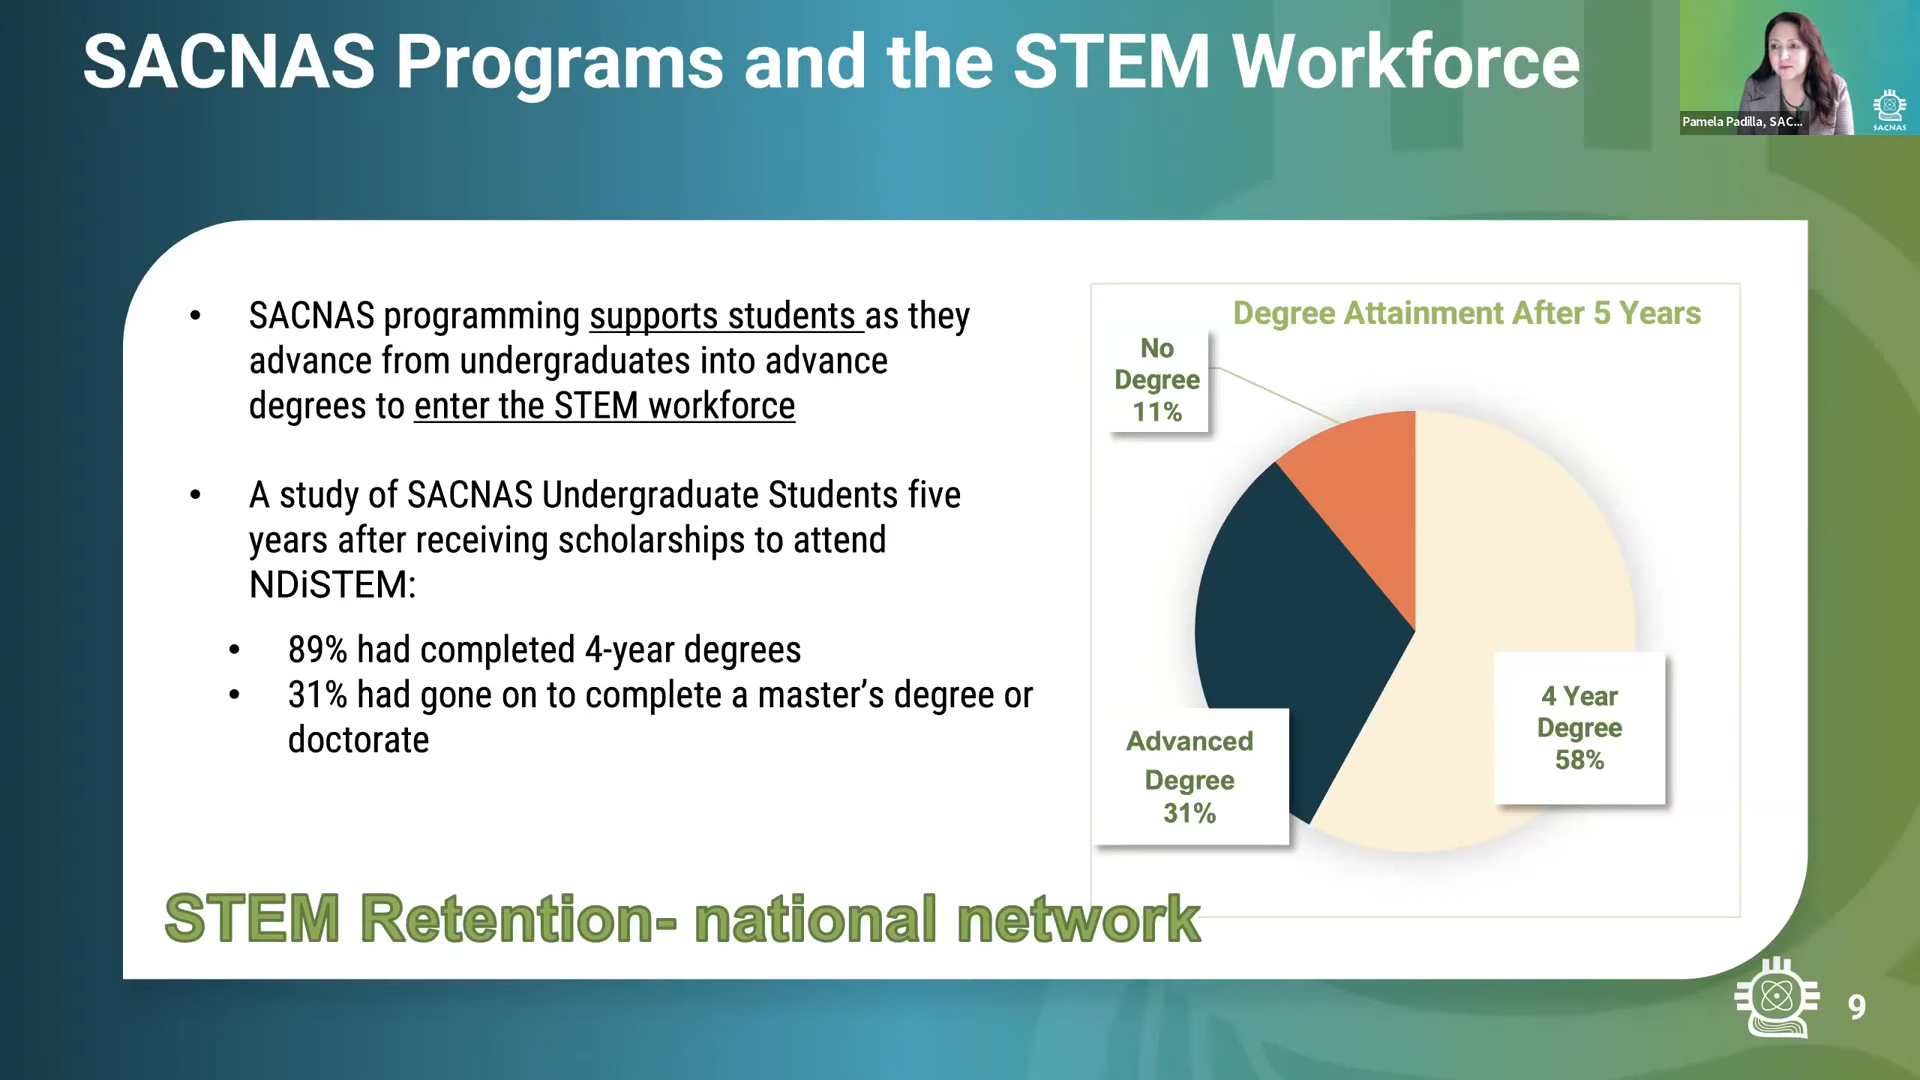 SACNAS Programs and the STEM Workforce
Pamela Padilla, SAC...
SACNAS
• SACNAS programming supports students as they
advance from undergraduates into advance
degrees to enter the STEM workforce
• A study of SACNAS Undergraduate Students five
years after receiving scholarships to attend
NDiSTEM:
• 89% had completed 4-year degrees
• 31% had gone on to complete a master’s degree or
doctorate
Degree Attainment After 5 Years
No
Degree
11%
4 Year
Degree
58%
Advanced
Degree
31%
STEM Retention- national network
9